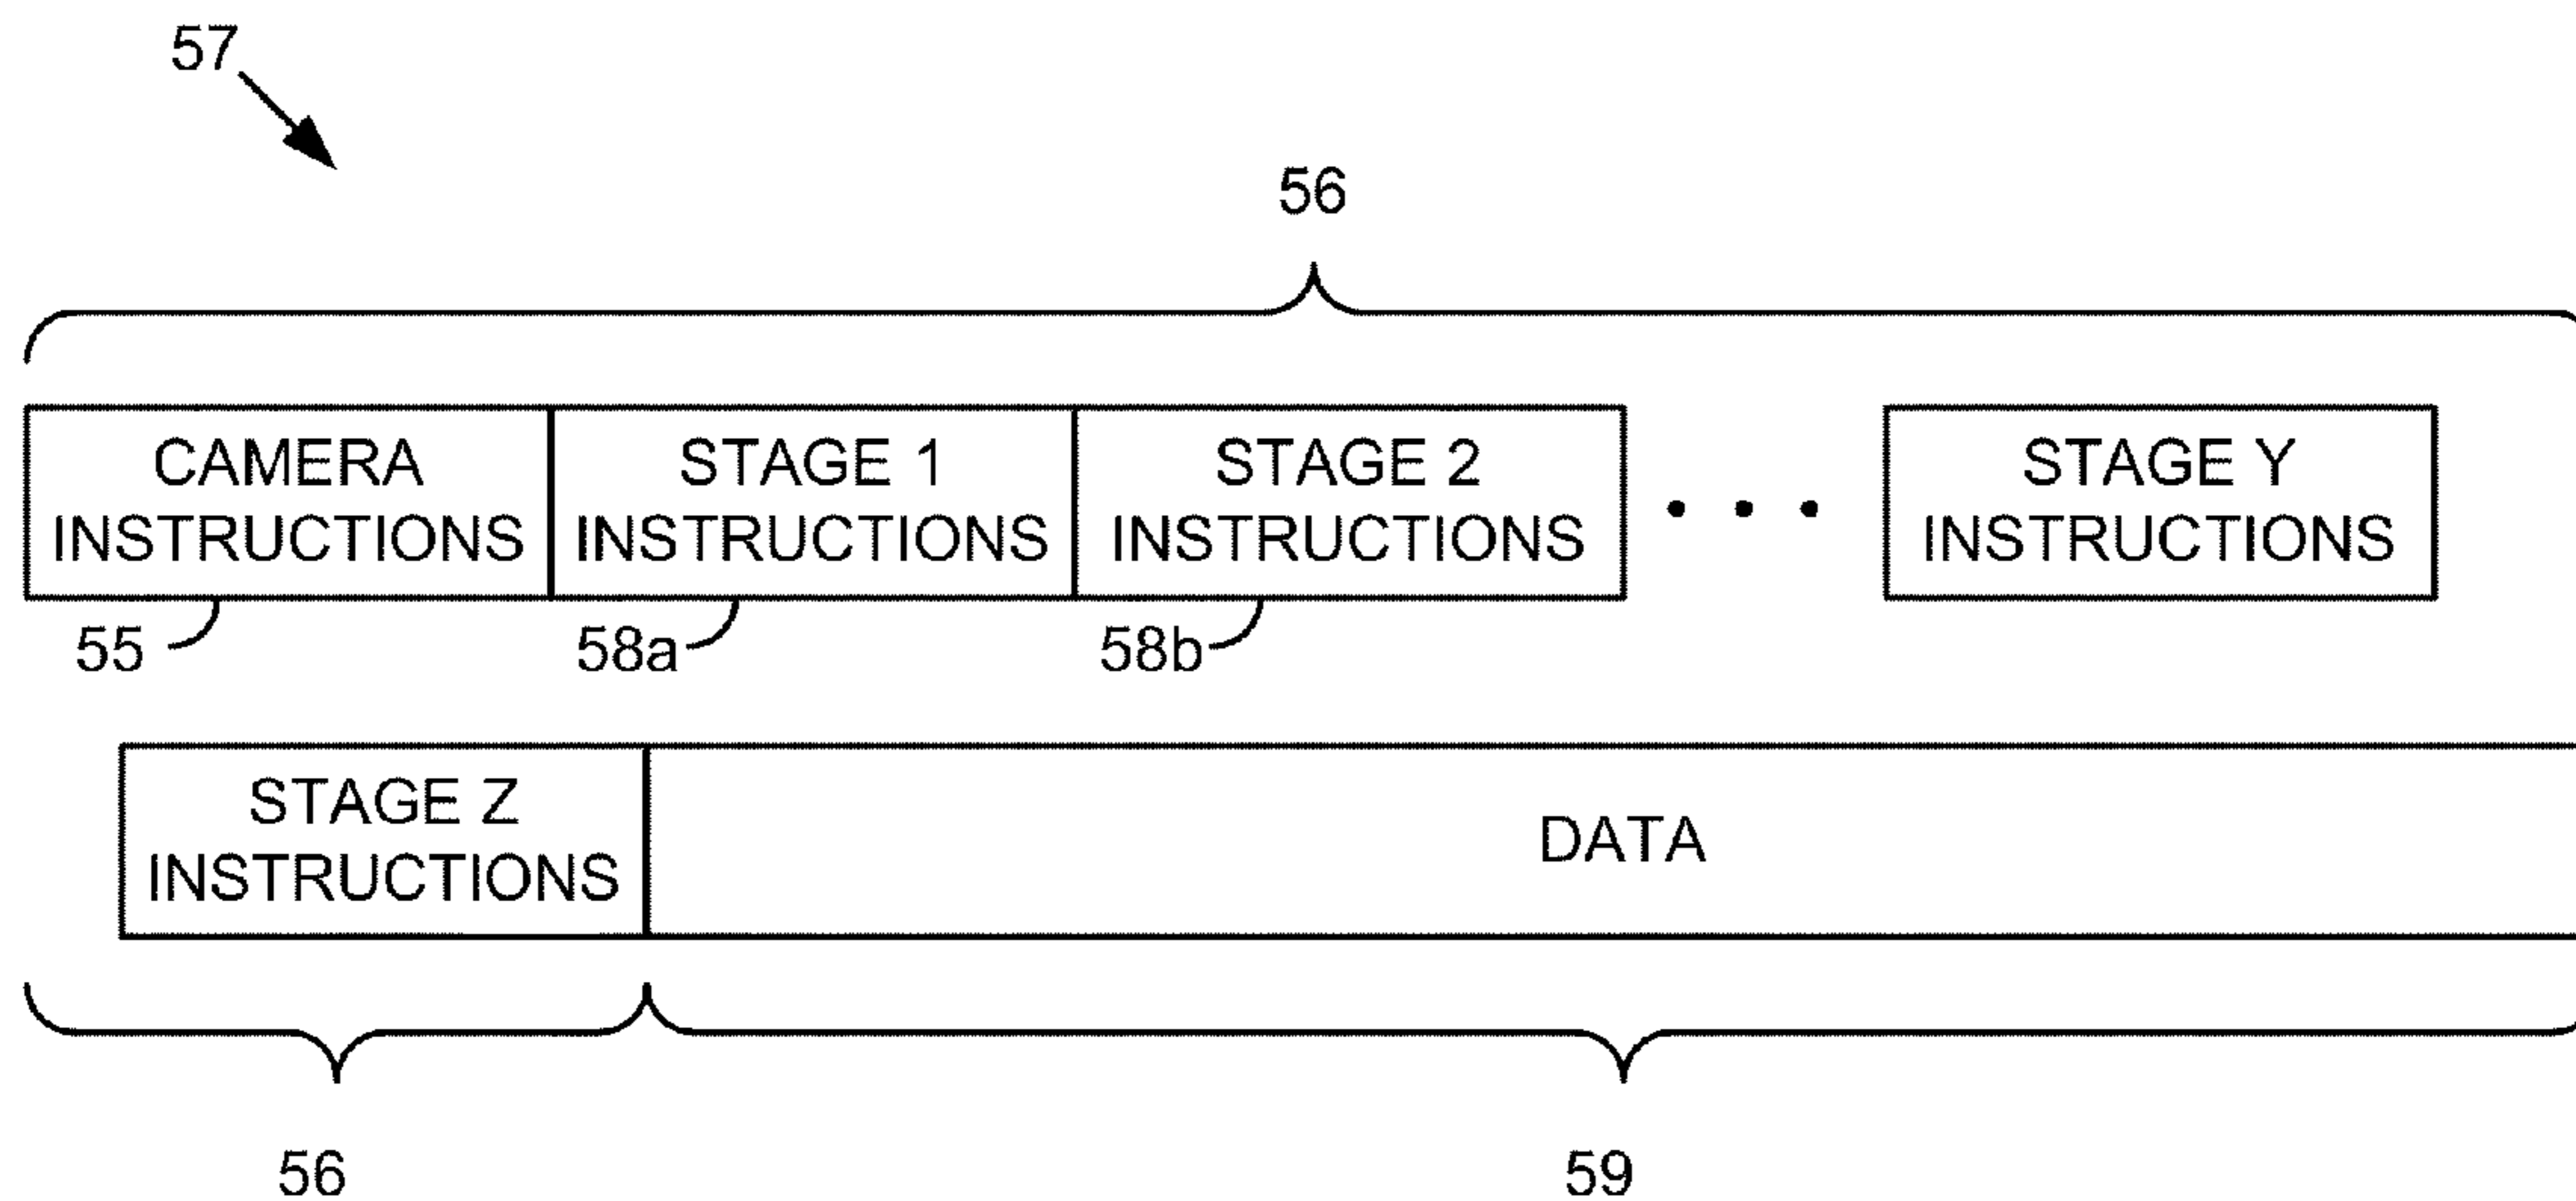 57
56
CAMERA
INSTRUCTIONS
STAGE 1
INSTRUCTIONS
STAGE 2
INSTRUCTIONS
• • •
STAGE Y
INSTRUCTIONS
55
58a
58b
STAGE Z
INSTRUCTIONS
DATA
56
59